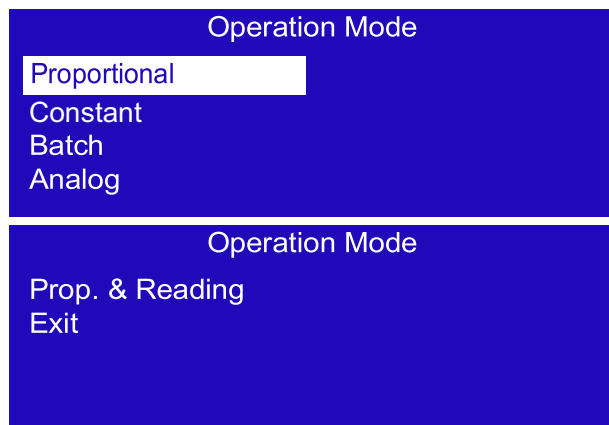 Operation Mode
Proportional
Constant
Batch
Analog
Operation Mode
Prop. & Reading
Exit